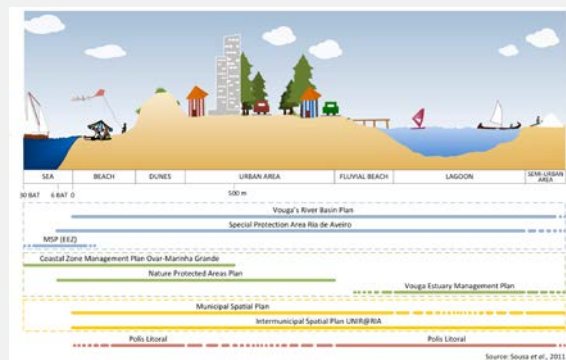 SEA BEACH DUNES URBAN AREA FLUVIAL BEACH LAGOON SEMI-URBAN AREA
30 BAT 6 BAT 0 500 m
Vouga's River Basin Plan
Special Protection Area Ria de Aveiro
MSP (EEZ)
Coastal Zone Management Plan Ovar-Marinha Grande
Nature Protected Areas Plan
Vouga Estuary Management Plan
Municipal Spatial Plan
Intermunicipal Spatial Plan UNIR@RIA
Polis Litoral Polis Litoral
Source: Sousa et al., 2011